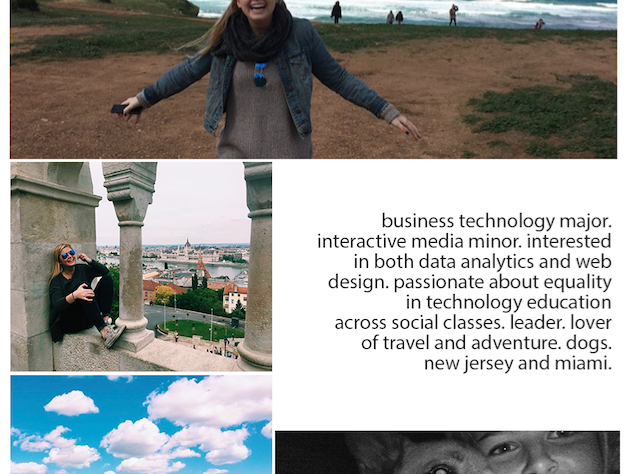 business technology major.
interactive media minor. interested
in both data analytics and web
design. passionate about equality
in technology education
across social classes. leader. lover
of travel and adventure. dogs.
new jersey and miami.